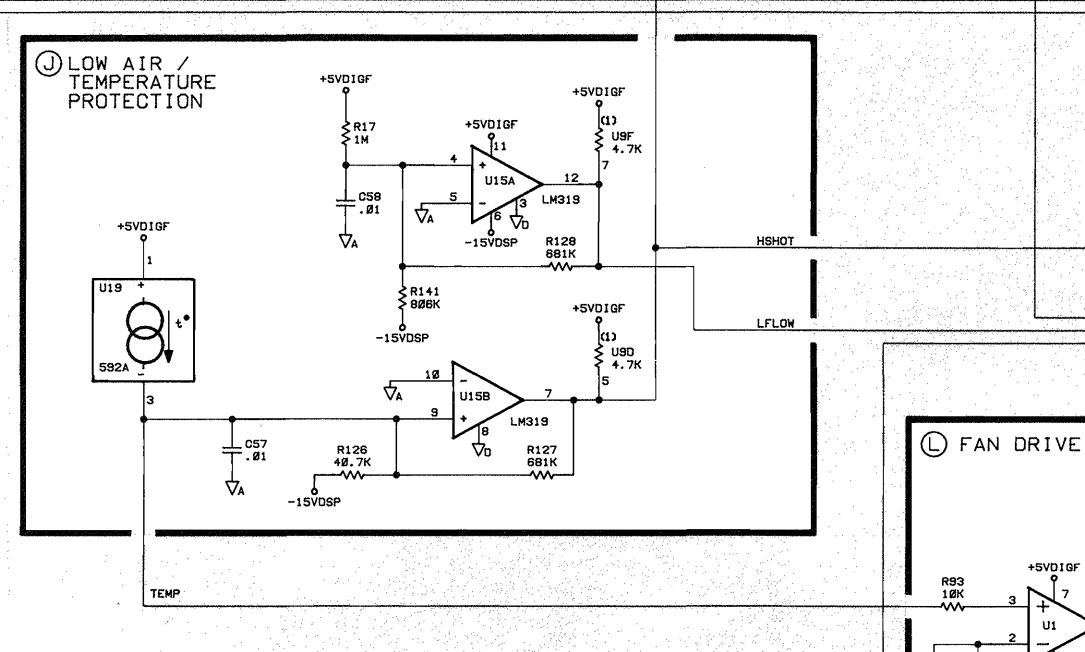 J LOW AIR /
TEMPERATURE
PROTECTION
+5VDIGF
R17
1M
C58
.01
A
+5VDIGF
11
4
+
5
-
U15A
12
LM319
3
D
6
-15VDSP
A
+5VDIGF
(1)
U9F
4.7K
7
R128
681K
HSHOT
R141
806K
-15VDSP
LFLOW
+5VDIGF
1
U19
+
t°
592A
-
3
+5VDIGF
(1)
U9D
4.7K
5
A
10
-
9
+
U15B
7
LM319
8
D
C57
.01
A
R126
40.7K
-15VDSP
R127
681K
TEMP
L FAN DRIVE
R93
10K
+5VDIGF
7
3
+
2
-
U1